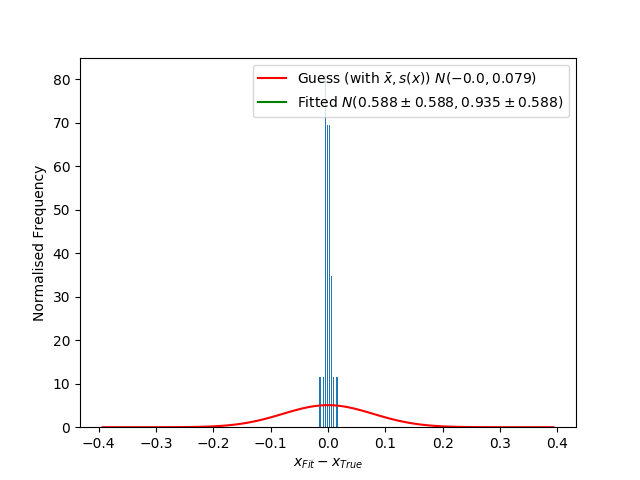 Guess (with x̄, s(x)) N(−0.0, 0.079)
Fitted N(0.588 ± 0.588, 0.935 ± 0.588)
80
70
60
50
40
30
20
10
0
Normalised Frequency
−0.4 −0.3 −0.2 −0.1 0.0 0.1 0.2 0.3 0.4
x_Fit − x_True